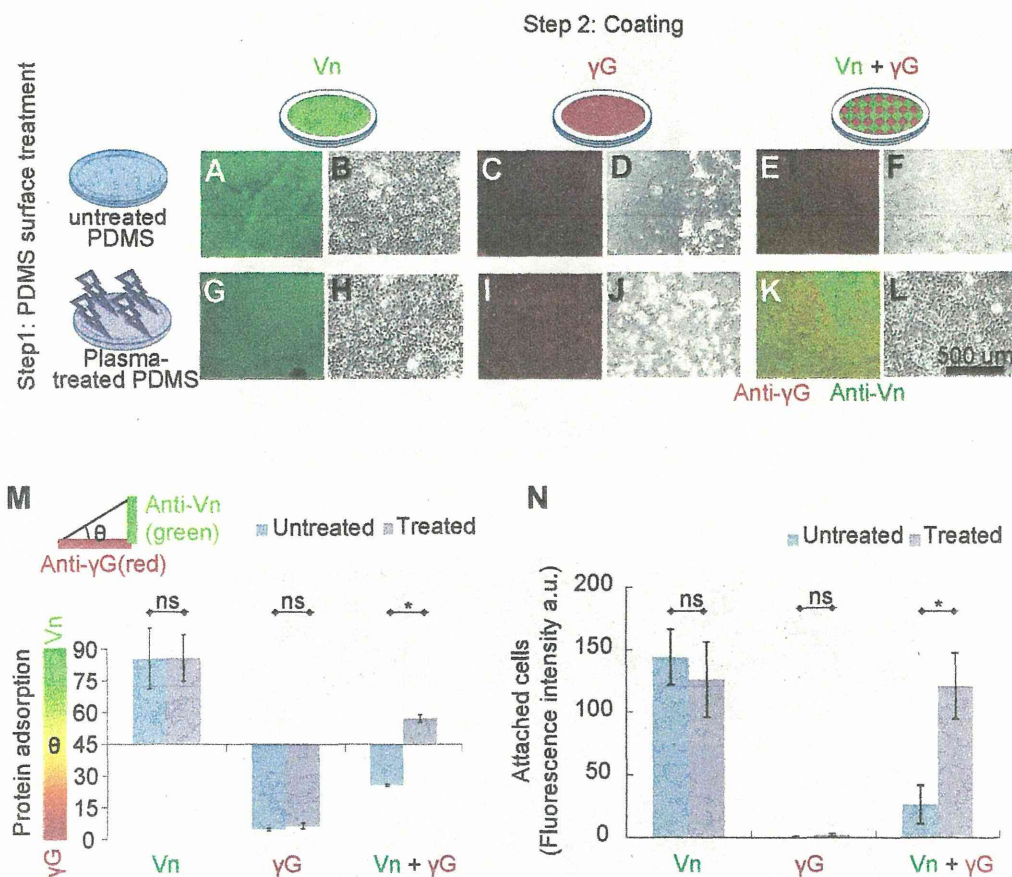 Step 2: Coating
Step1: PDMS surface treatment
Vn
γG
Vn + γG
untreated
PDMS
A
B
C
D
E
F
Plasma-
treated PDMS
G
H
I
J
K
L
500 um
Anti-γG Anti-Vn
M
Anti-Vn
(green)
θ
Anti-γG(red)
Untreated Treated
ns
ns
*
Protein adsorption
Vn
θ
γG
90
75
60
45
30
15
0
Vn
γG
Vn + γG
N
Untreated Treated
Attached cells
(Fluorescence intensity a.u.)
200
150
100
50
0
ns
ns
*
Vn
γG
Vn + γG